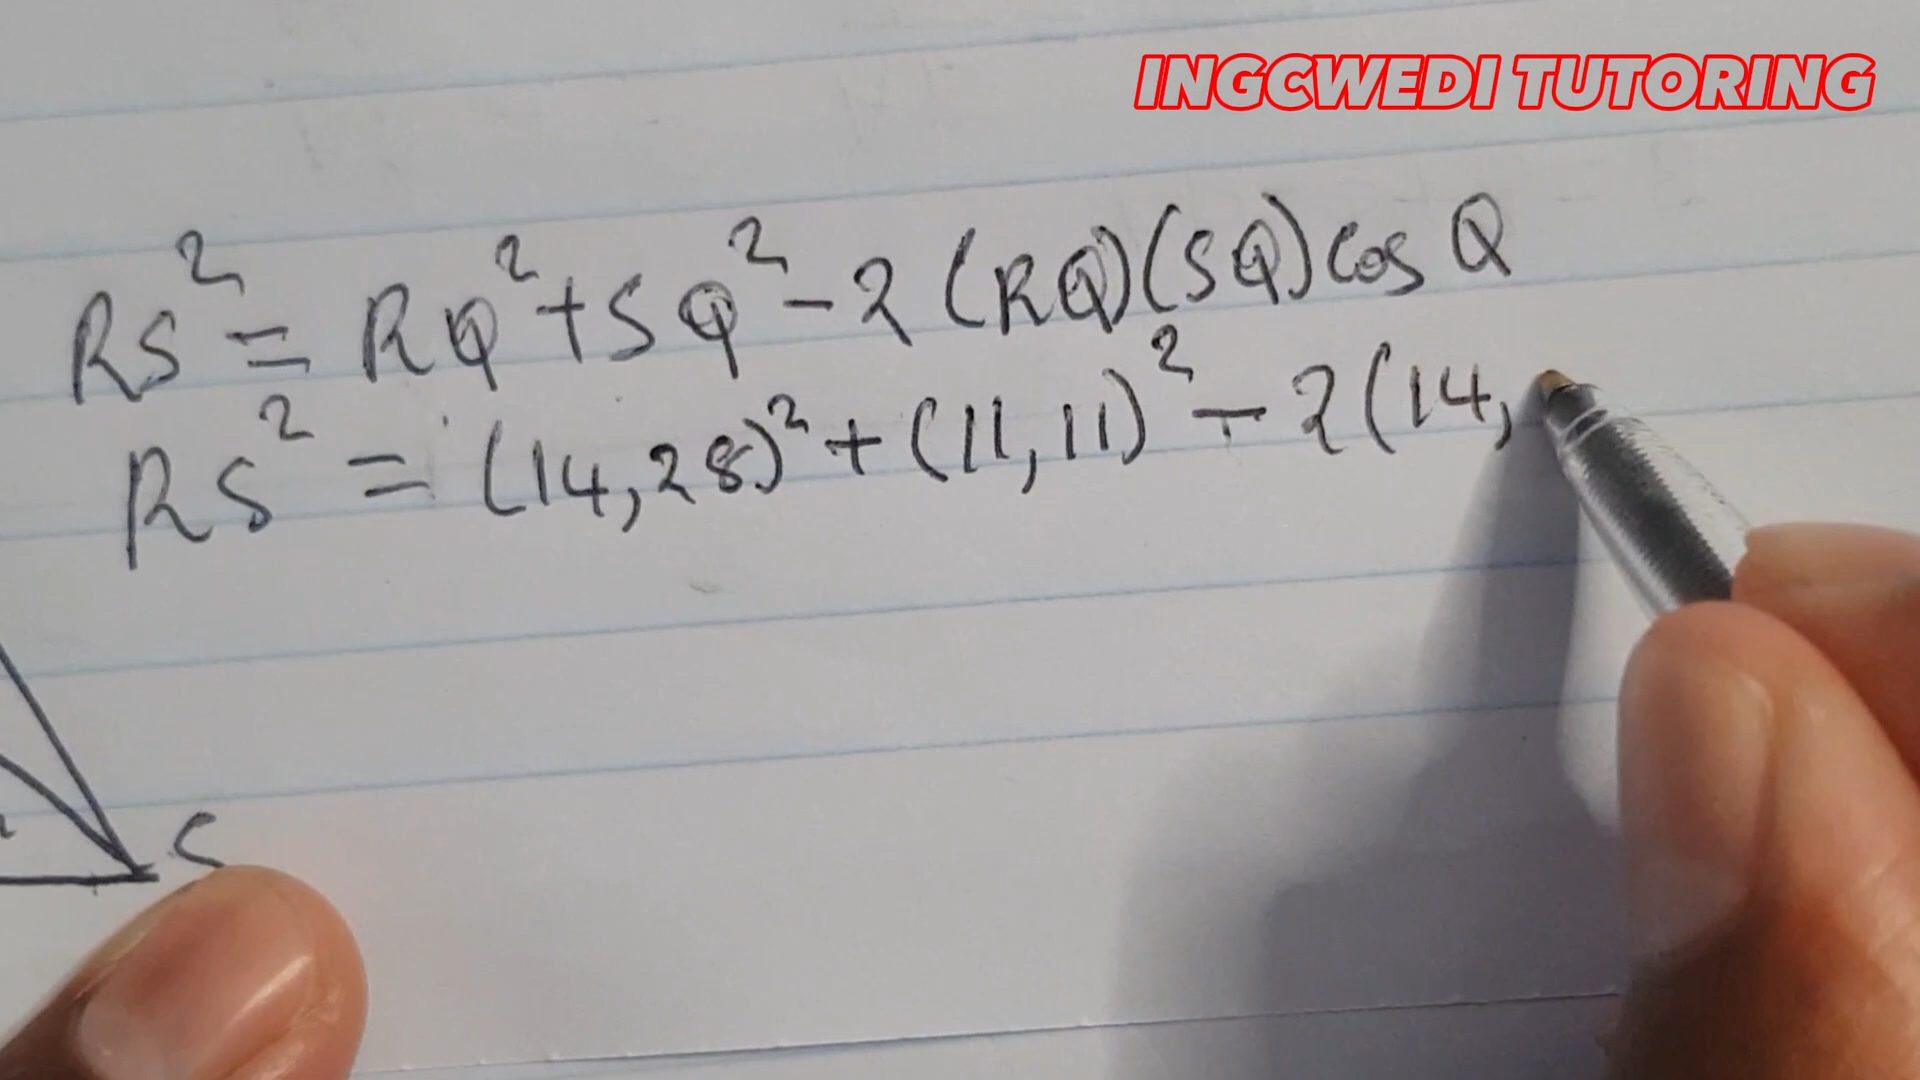 INGCWEDI TUTORING
RS² = RQ² + SQ² - 2 (RQ)(SQ) cos Q
RS² = (14,28)² + (11,11)² - 2(14,
S